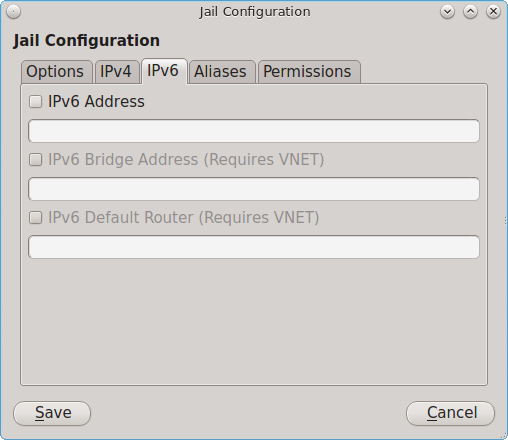 Jail Configuration
Jail Configuration
Options IPv4 IPv6 Aliases Permissions
IPv6 Address
IPv6 Bridge Address (Requires VNET)
IPv6 Default Router (Requires VNET)
Save Cancel